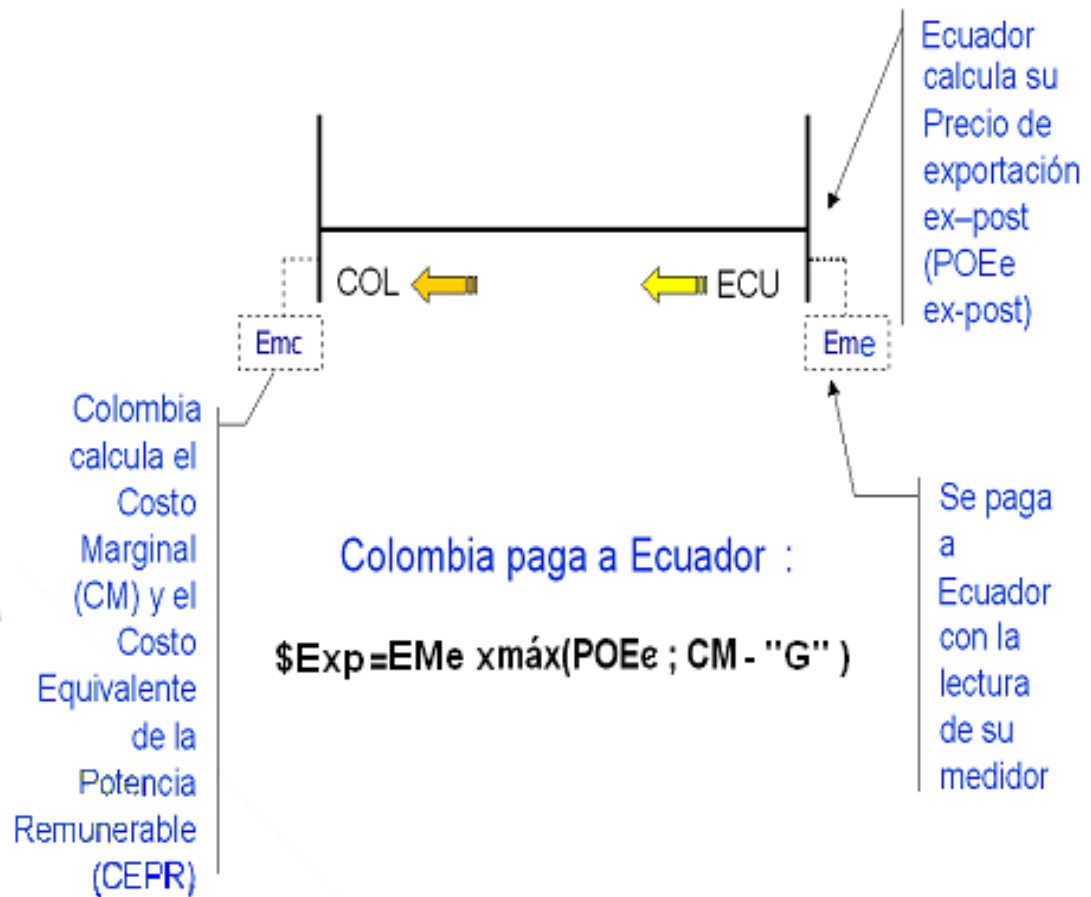 Ecuador
calcula su
Precio de
exportación
ex–post
(POEe
ex-post)
COL
ECU
Emc
Eme
Colombia
calcula el
Costo
Marginal
(CM) y el
Costo
Equivalente
de la
Potencia
Remunerable
(CEPR)
Colombia paga a Ecuador :
$Exp=EMe xmáx(POEe ; CM - "G" )
Se paga
a
Ecuador
con la
lectura
de su
medidor